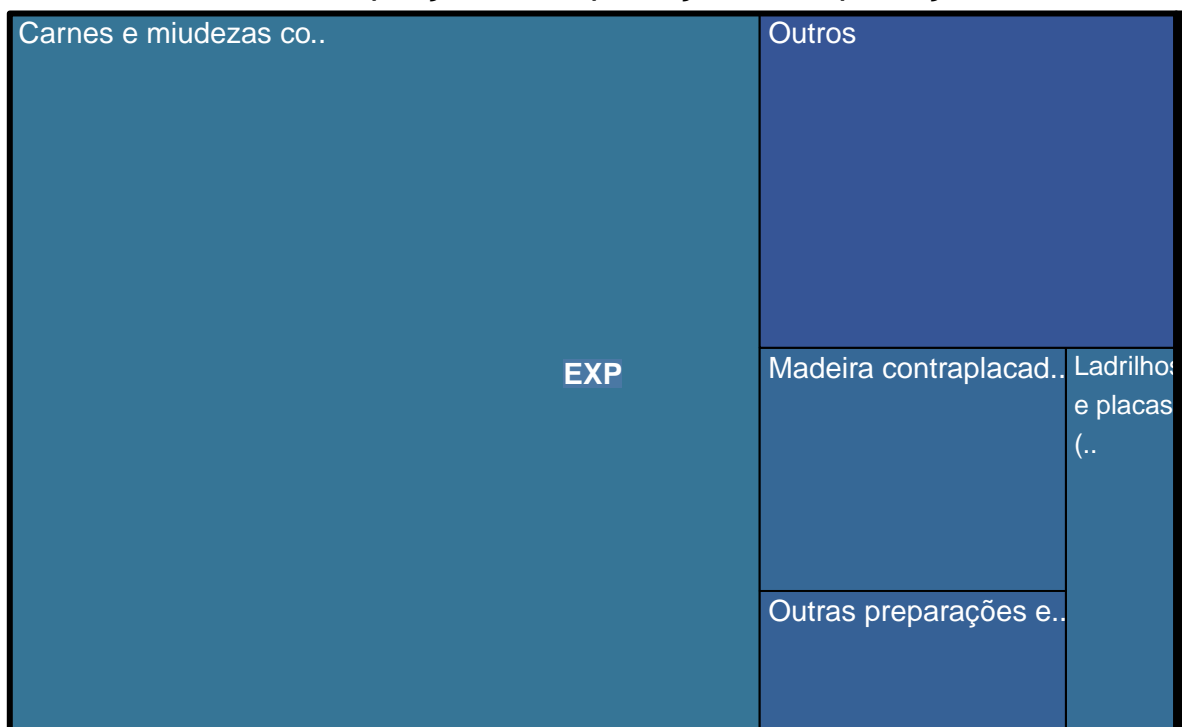 Carnes e miudezas co..
Outros
EXP
Madeira contraplacad..
Ladrilhos
e placas
(..
Outras preparações e..